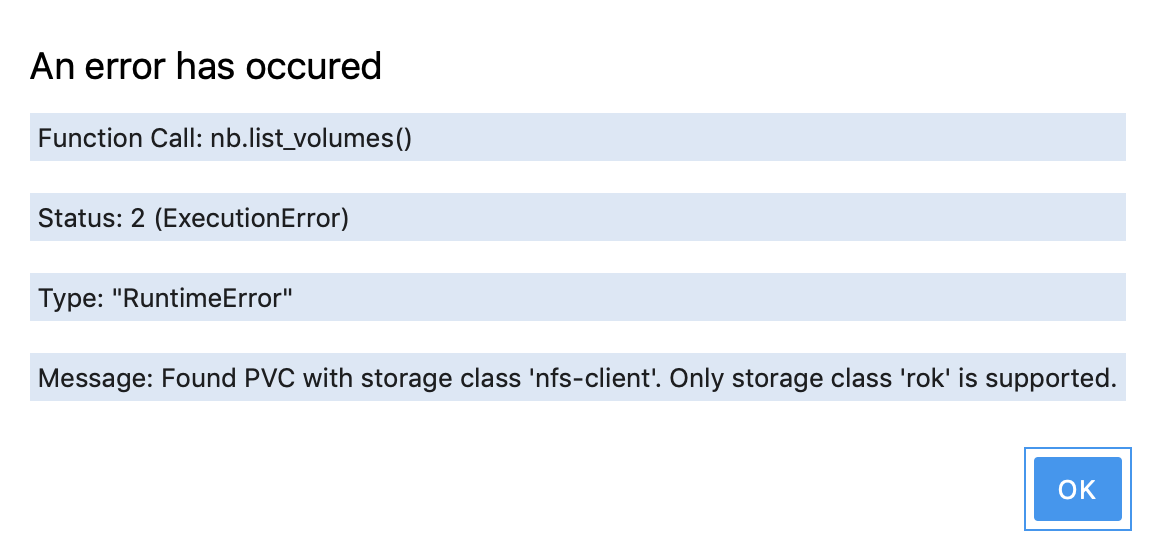 An error has occured
Function Call: nb.list_volumes()
Status: 2 (ExecutionError)
Type: "RuntimeError"
Message: Found PVC with storage class 'nfs-client'. Only storage class 'rok' is supported.
OK